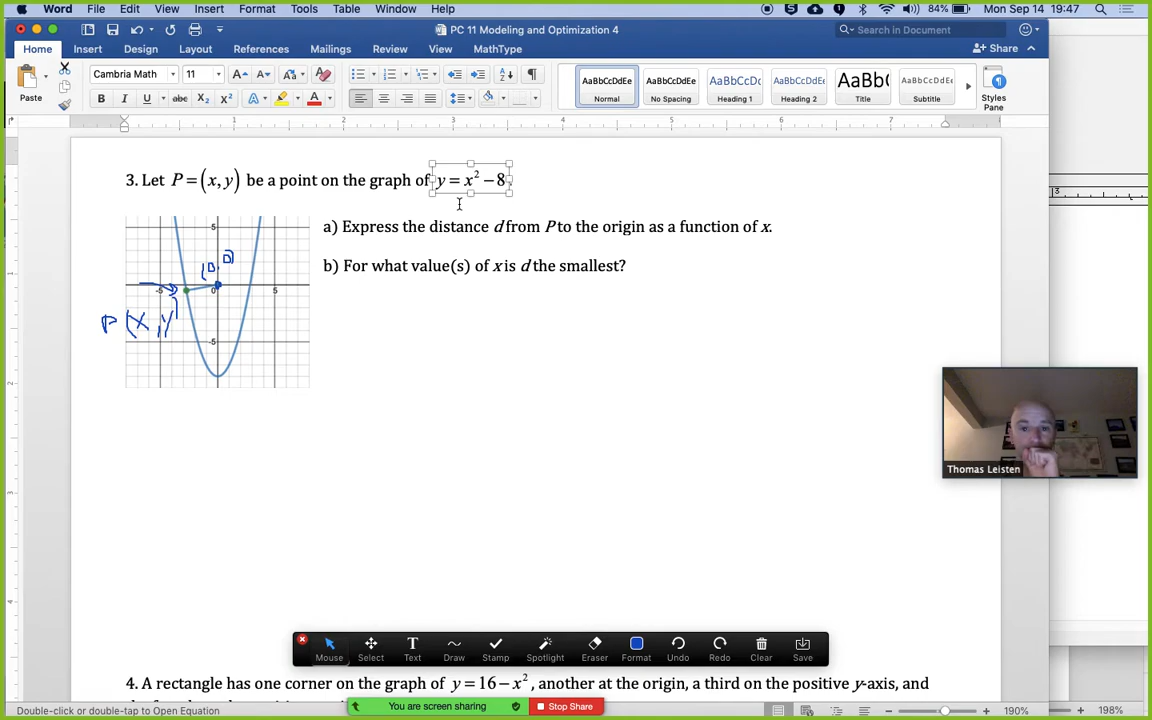 Word File Edit View Insert Format Tools Table Window Help 84% Mon Sep 14 19:47
PC 11 Modeling and Optimization 4
Search in Document
Home Insert Design Layout References Mailings Review View MathType Share
Cambria Math 11
Paste
B I U abc X2 X2 A A
AaBbCcDdEe AaBbCcDdEe AaBbCcDc AaBbCcDdEe AaBbC AaBbCcDdEe
Normal No Spacing Heading 1 Heading 2 Title Subtitle Styles Pane
3. Let P = (x, y) be a point on the graph of y = x² − 8.
a) Express the distance d from P to the origin as a function of x.
b) For what value(s) of x is d the smallest?
5
(0,0)
-5 0 5
P (x,y)
-5
Thomas Leisten
Mouse Select Text Draw Stamp Spotlight Eraser Format Undo Redo Clear Save
4. A rectangle has one corner on the graph of y = 16 − x², another at the origin, a third on the positive y-axis, and
You are screen sharing Stop Share
Double-click or double-tap to Open Equation
190%
198%